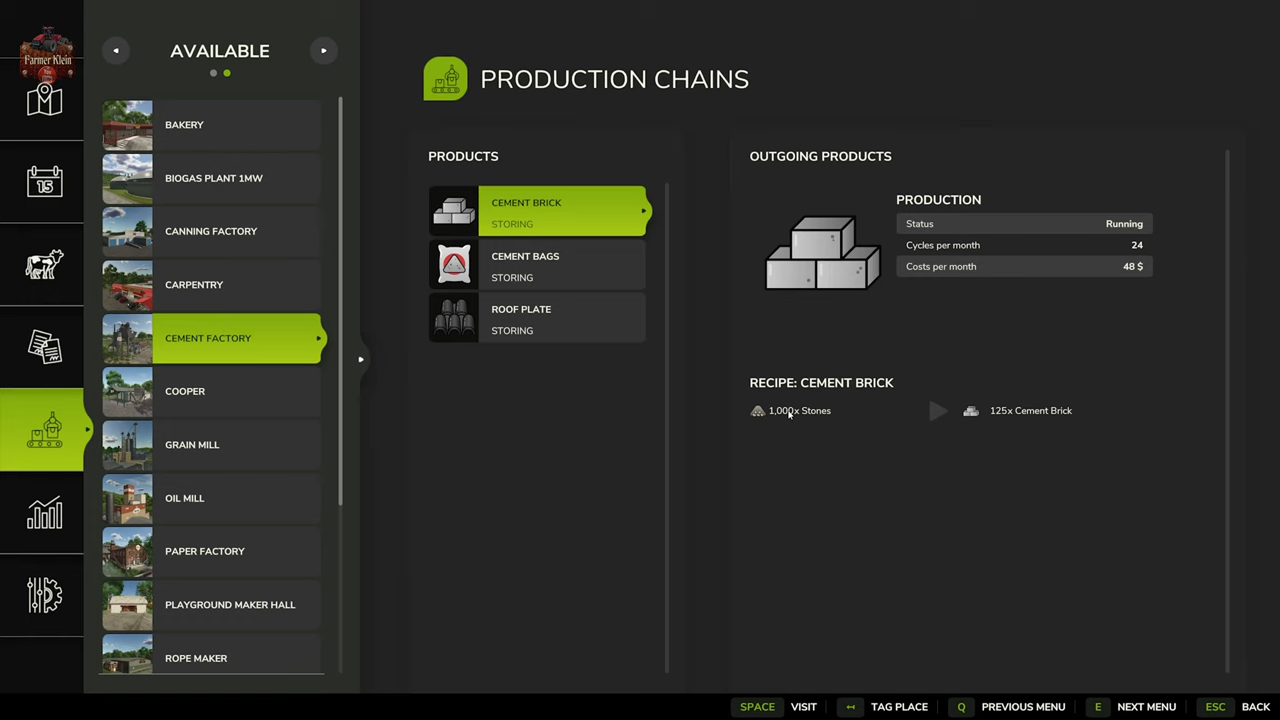 Farmer Klein
AVAILABLE
15
BAKERY
BIOGAS PLANT 1MW
CANNING FACTORY
CARPENTRY
CEMENT FACTORY
COOPER
GRAIN MILL
OIL MILL
PAPER FACTORY
PLAYGROUND MAKER HALL
ROPE MAKER
PRODUCTION CHAINS
PRODUCTS
CEMENT BRICK
STORING
CEMENT BAGS
STORING
ROOF PLATE
STORING
OUTGOING PRODUCTS
PRODUCTION
Status Running
Cycles per month 24
Costs per month 48 $
RECIPE: CEMENT BRICK
1,000x Stones 125x Cement Brick
SPACE VISIT TAG PLACE Q PREVIOUS MENU E NEXT MENU ESC BACK